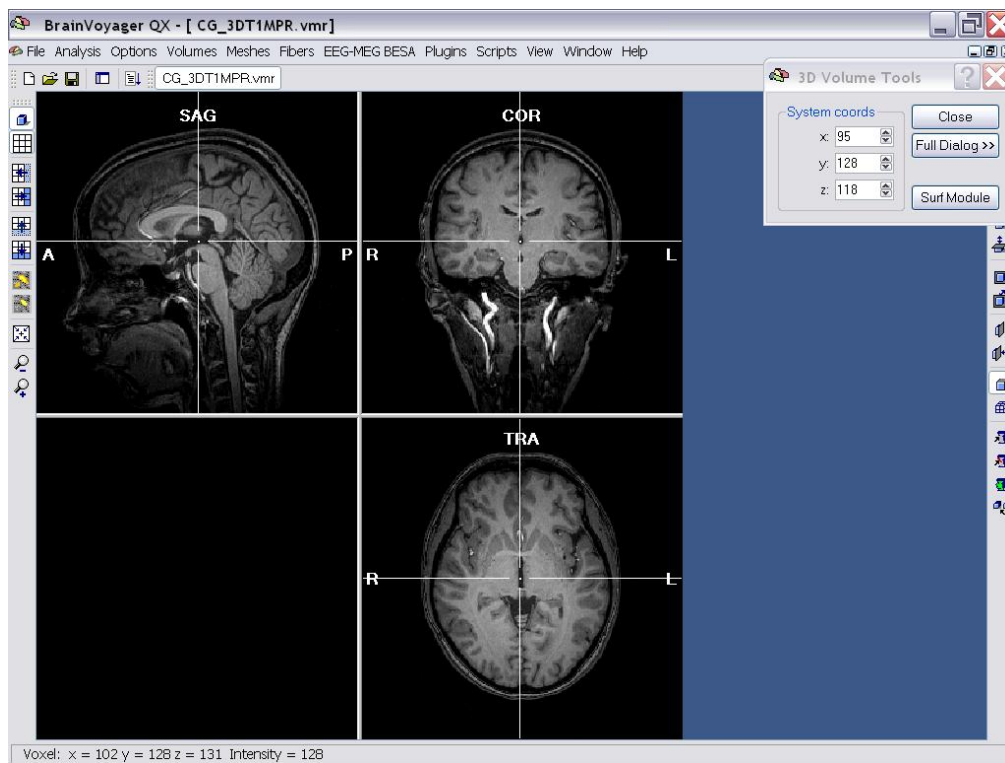 BrainVoyager QX - [ CG_3DT1MPR.vmr]
File Analysis Options Volumes Meshes Fibers EEG-MEG BESA Plugins Scripts View Window Help
CG_3DT1MPR.vmr
3D Volume Tools
System coords
x: 95
y: 128
z: 118
Close
Full Dialog >>
Surf Module
SAG
A
P
COR
R
L
TRA
R
L
Voxel: x = 102 y = 128 z = 131 Intensity = 128